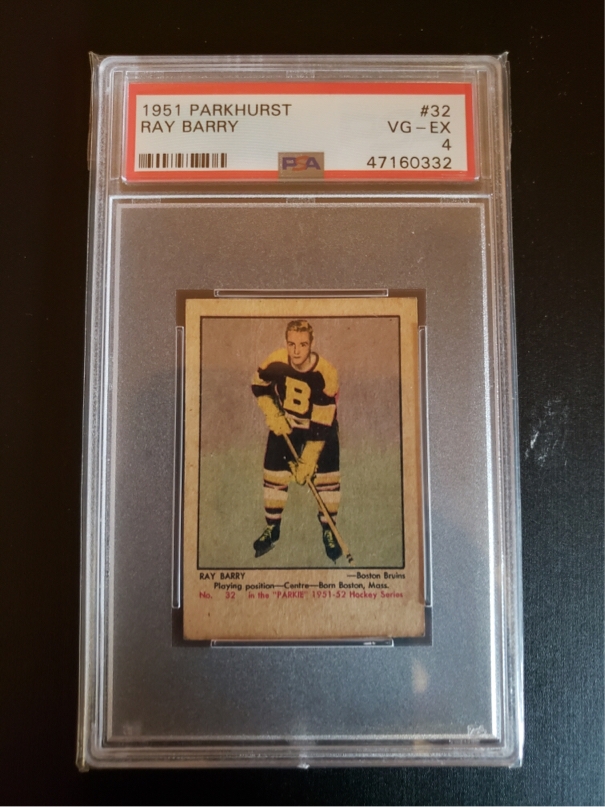 1951 PARKHURST #32
RAY BARRY VG-EX
4
PSA 47160332
B
RAY BARRY —Boston Bruins
Playing position—Centre—Born Boston, Mass.
No. 32 in the "PARKIE" 1951-52 Hockey Series